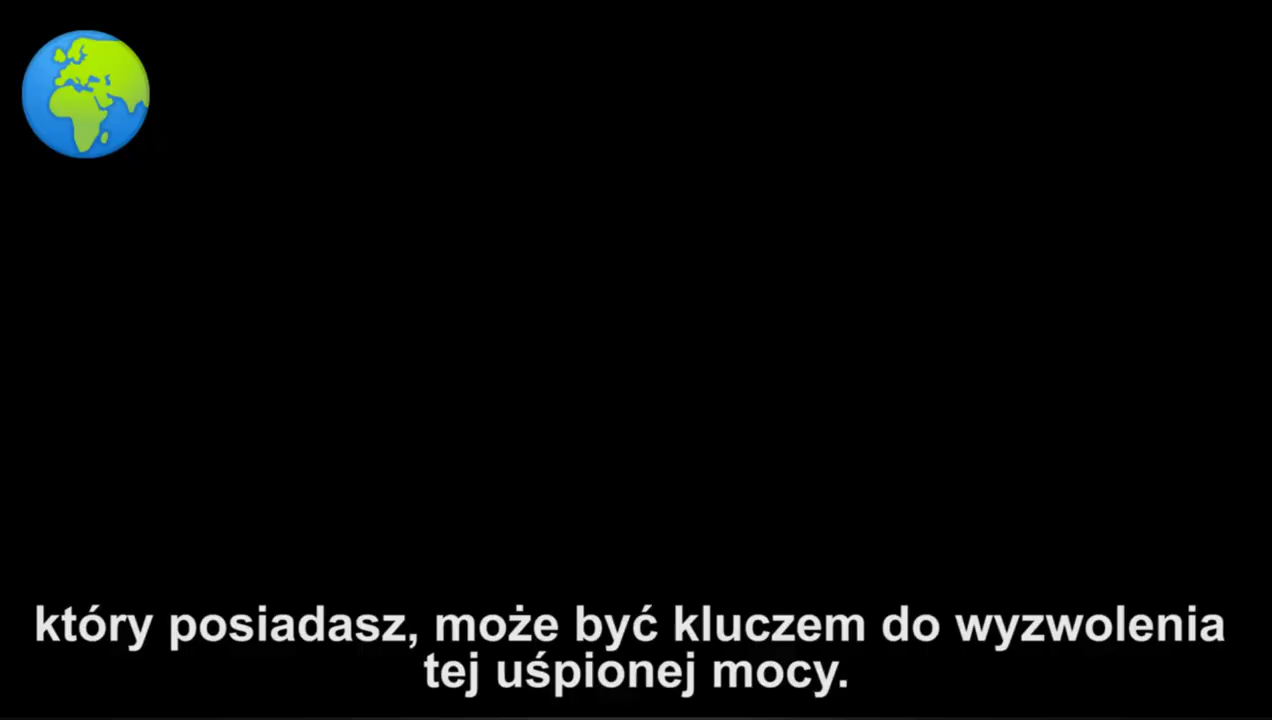 który posiadasz, może być kluczem do wyzwolenia
tej uśpionej mocy.